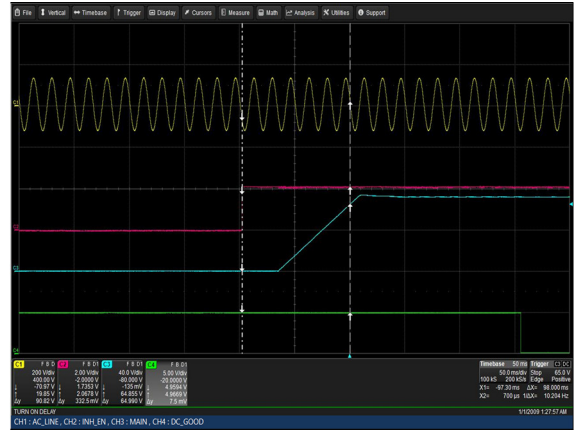 File Vertical Timebase Trigger Display Cursors Measure Math Analysis Utilities Support
C1 F B D C2 F B D1 C3 F B D1 C4 F B D1 Timebase 50 ms Trigger C3 DC
200 V/div 2.00 V/div 40.0 V/div 5.00 V/div 50.0 ms/div Stop 65.0 V
400.00 V -2.0000 V -80.000 V -20.0000 V 100 kS 200 kS/s Edge Positive
↓ -70.97 V ↓ 1.7353 V ↓ -135 mV ↓ 4.9594 V X1= -97.30 ms ΔX= 98.000 ms
↑ 19.85 V ↑ 2.0678 V ↑ 64.855 V ↑ 4.9669 V X2= 700 µs 1/ΔX= 10.204 Hz
Δy 90.82 V Δy 332.5 mV Δy 64.990 V Δy 7.5 mV
TURN ON DELAY 1/1/2009 1:27:57 AM
CH1 : AC_LINE , CH2 : INH_EN , CH3 : MAIN , CH4 : DC_GOOD